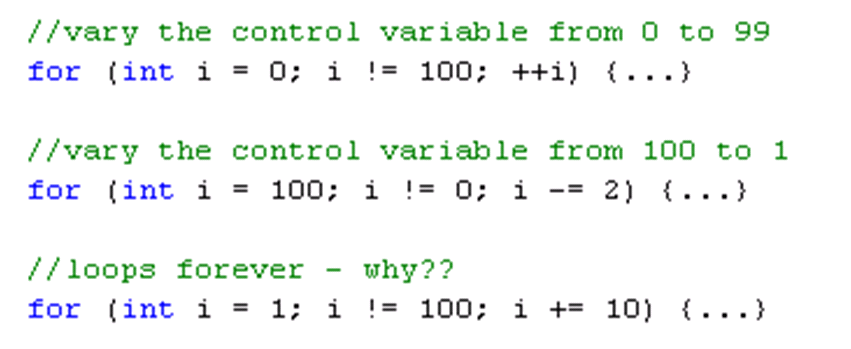 //vary the control variable from 0 to 99
for (int i = 0; i != 100; ++i) {...}
//vary the control variable from 100 to 1
for (int i = 100; i != 0; i -= 2) {...}
//loops forever - why??
for (int i = 1; i != 100; i += 10) {...}